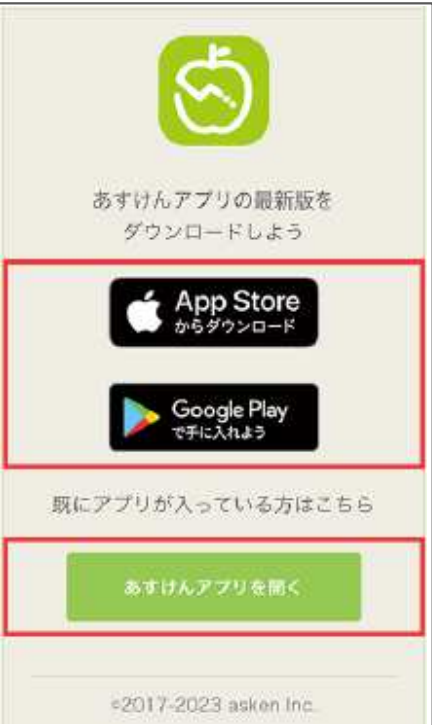 あすけんアプリの最新版を
ダウンロードしよう
App Store
からダウンロード
Google Play
で手に入れよう
既にアプリが入っている方はこちら
あすけんアプリを開く
©2017-2023 asken Inc.